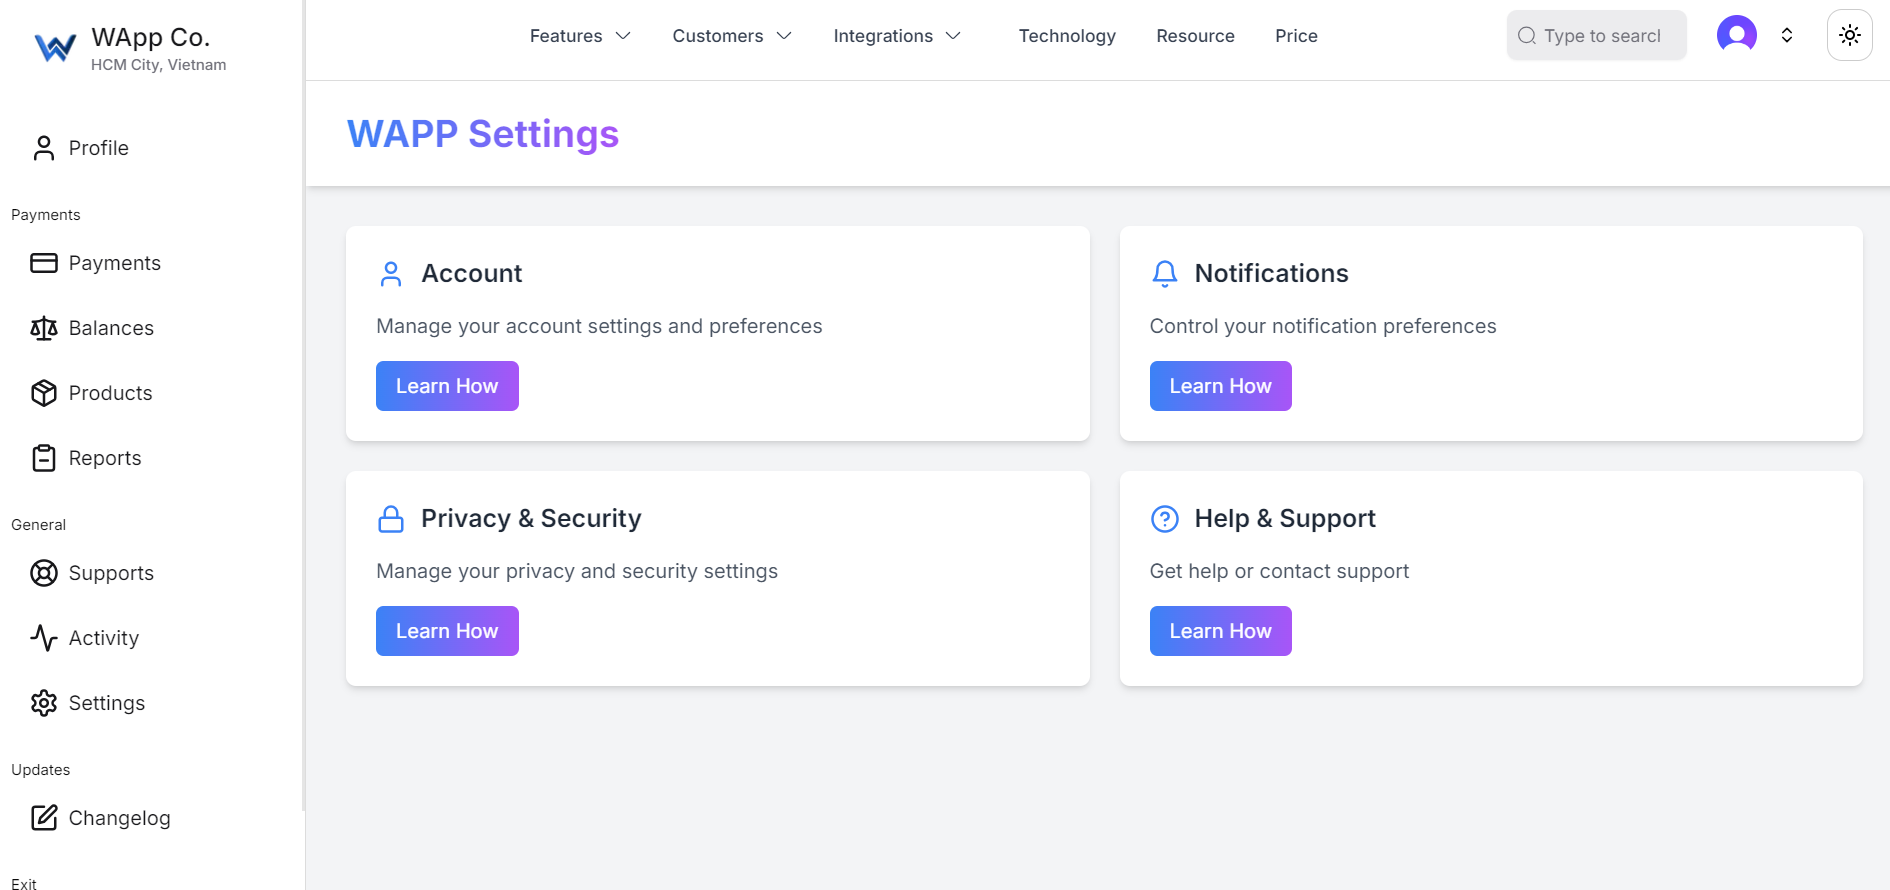 WApp Co.
HCM City, Vietnam
Profile
Payments
Payments
Balances
Products
Reports
General
Supports
Activity
Settings
Updates
Changelog
Exit
Features
Customers
Integrations
Technology
Resource
Price
Type to searcl
WAPP Settings
Account
Manage your account settings and preferences
Learn How
Notifications
Control your notification preferences
Learn How
Privacy & Security
Manage your privacy and security settings
Learn How
Help & Support
Get help or contact support
Learn How